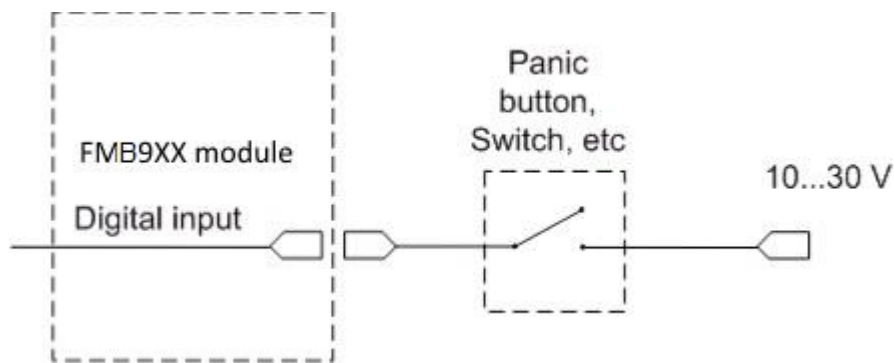 Panic
button,
Switch, etc
FMB9XX module
10...30 V
Digital input